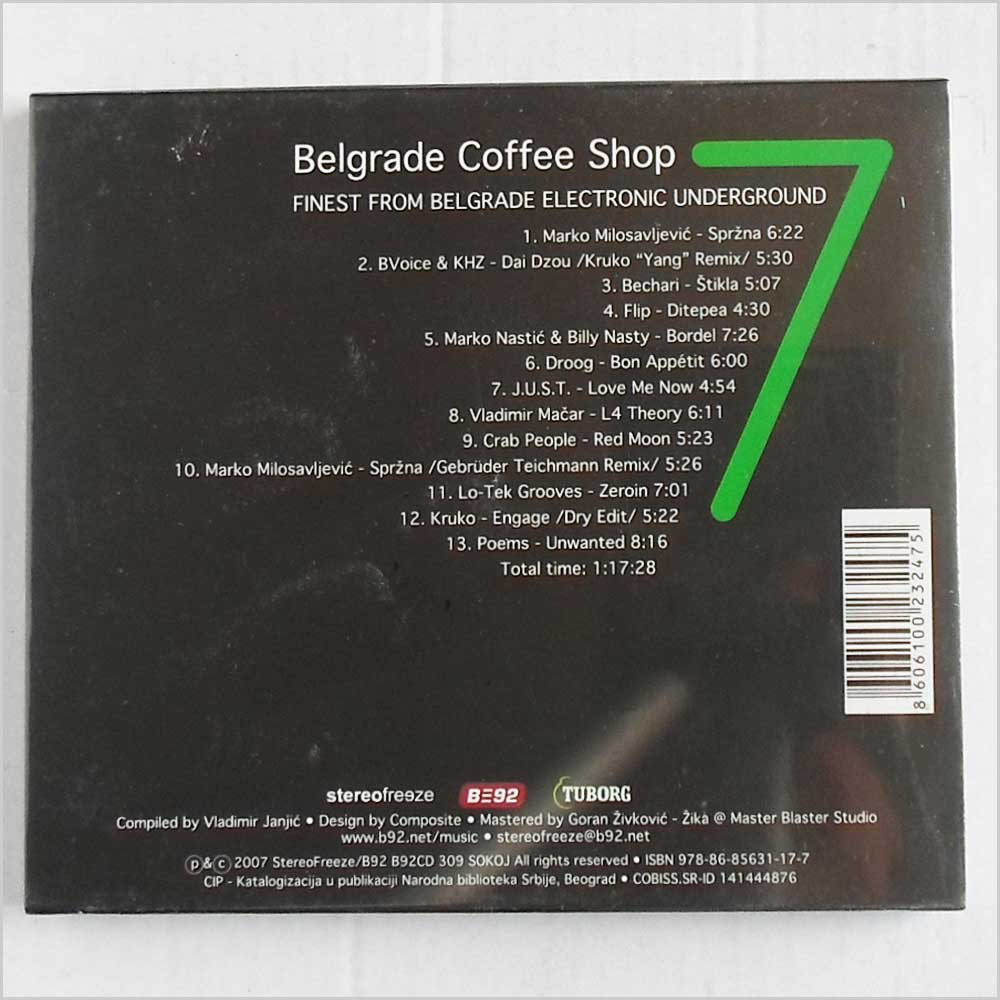 Belgrade Coffee Shop 7
FINEST FROM BELGRADE ELECTRONIC UNDERGROUND
1. Marko Milosavljević - Spržna 6:22
2. BVoice & KHZ - Dai Dzou /Kruko “Yang” Remix/ 5:30
3. Bechari - Štikla 5:07
4. Flip - Ditepea 4:30
5. Marko Nastić & Billy Nasty - Bordel 7:26
6. Droog - Bon Appétit 6:00
7. J.U.S.T. - Love Me Now 4:54
8. Vladimir Mačar - L4 Theory 6:11
9. Crab People - Red Moon 5:23
10. Marko Milosavljević - Spržna /Gebrüder Teichmann Remix/ 5:26
11. Lo-Tek Grooves - Zeroin 7:01
12. Kruko - Engage /Dry Edit/ 5:22
13. Poems - Unwanted 8:16
Total time: 1:17:28
8 606100 232475
stereofreeze B92 TUBORG
Compiled by Vladimir Janjić • Design by Composite • Mastered by Goran Živković - Žika @ Master Blaster Studio
www.b92.net/music • stereofreeze@b92.net
℗ & © 2007 StereoFreeze/B92 B92CD 309 SOKOJ All rights reserved • ISBN 978-86-85631-17-7
CIP - Katalogizacija u publikaciji Narodna biblioteka Srbije, Beograd • COBISS.SR-ID 141444876